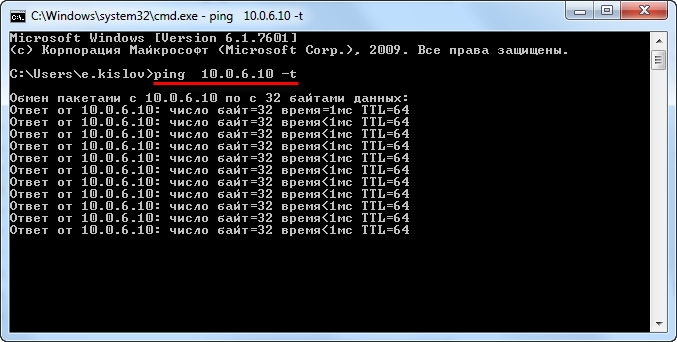 C:\Windows\system32\cmd.exe - ping 10.0.6.10 -t
Microsoft Windows [Version 6.1.7601]
(c) Корпорация Майкрософт (Microsoft Corp.), 2009. Все права защищены.
C:\Users\e.kislov>ping 10.0.6.10 -t
Обмен пакетами с 10.0.6.10 по с 32 байтами данных:
Ответ от 10.0.6.10: число байт=32 время=1мс TTL=64
Ответ от 10.0.6.10: число байт=32 время<1мс TTL=64
Ответ от 10.0.6.10: число байт=32 время<1мс TTL=64
Ответ от 10.0.6.10: число байт=32 время<1мс TTL=64
Ответ от 10.0.6.10: число байт=32 время<1мс TTL=64
Ответ от 10.0.6.10: число байт=32 время<1мс TTL=64
Ответ от 10.0.6.10: число байт=32 время<1мс TTL=64
Ответ от 10.0.6.10: число байт=32 время<1мс TTL=64
Ответ от 10.0.6.10: число байт=32 время<1мс TTL=64
Ответ от 10.0.6.10: число байт=32 время<1мс TTL=64
Ответ от 10.0.6.10: число байт=32 время<1мс TTL=64